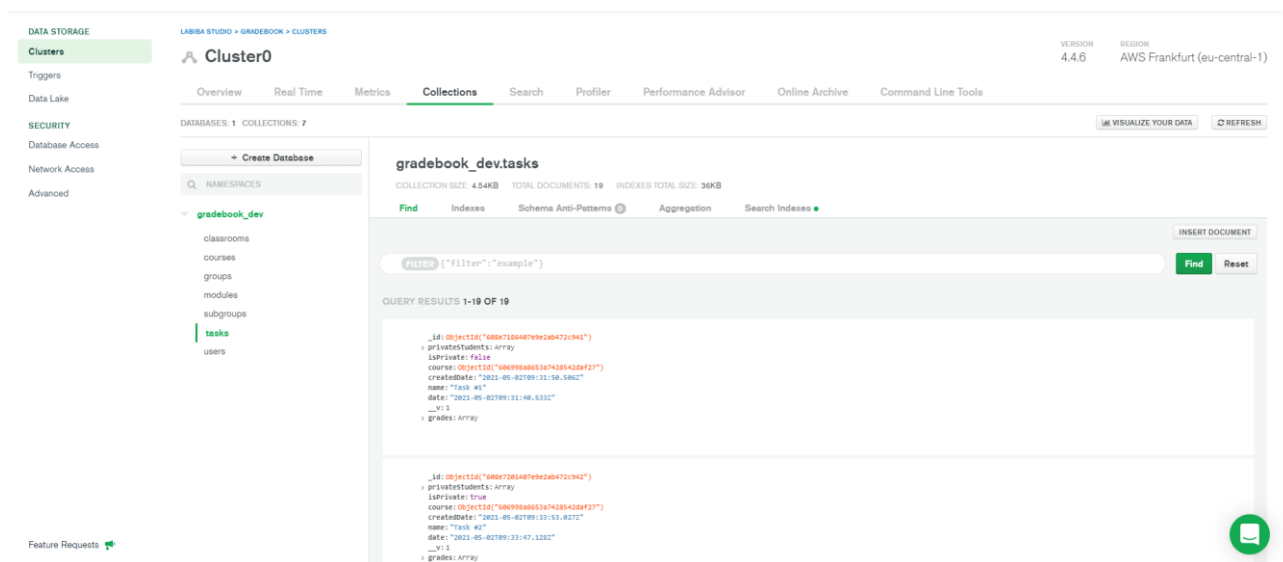 DATA STORAGE
Clusters
Triggers
Data Lake
SECURITY
Database Access
Network Access
Advanced
Feature Requests
LABIBA STUDIO > GRADEBOOK > CLUSTERS
Cluster0
VERSION
4.4.6
REGION
AWS Frankfurt (eu-central-1)
Overview Real Time Metrics Collections Search Profiler Performance Advisor Online Archive Command Line Tools
DATABASES: 1 COLLECTIONS: 7
VISUALIZE YOUR DATA
REFRESH
+ Create Database
NAMESPACES
gradebook_dev
classrooms
courses
groups
modules
subgroups
tasks
users
gradebook_dev.tasks
COLLECTION SIZE: 4.54KB TOTAL DOCUMENTS: 19 INDEXES TOTAL SIZE: 36KB
Find Indexes Schema Anti-Patterns 0 Aggregation Search Indexes
INSERT DOCUMENT
FILTER {"filter":"example"}
Find Reset
QUERY RESULTS 1-19 OF 19
_id:ObjectId("608e7186407e9e2ab472c941")
privateStudents:Array
isPrivate:false
course:ObjectId("606998a8653a7428542daf27")
createdDate:"2021-05-02T09:31:50.506Z"
name:"Task #1"
date:"2021-05-02T09:31:40.533Z"
__v:1
grades:Array
_id:ObjectId("608e7201407e9e2ab472c942")
privateStudents:Array
isPrivate:true
course:ObjectId("606998a8653a7428542daf27")
createdDate:"2021-05-02T09:33:53.027Z"
name:"Task #2"
date:"2021-05-02T09:33:47.128Z"
__v:1
grades:Array